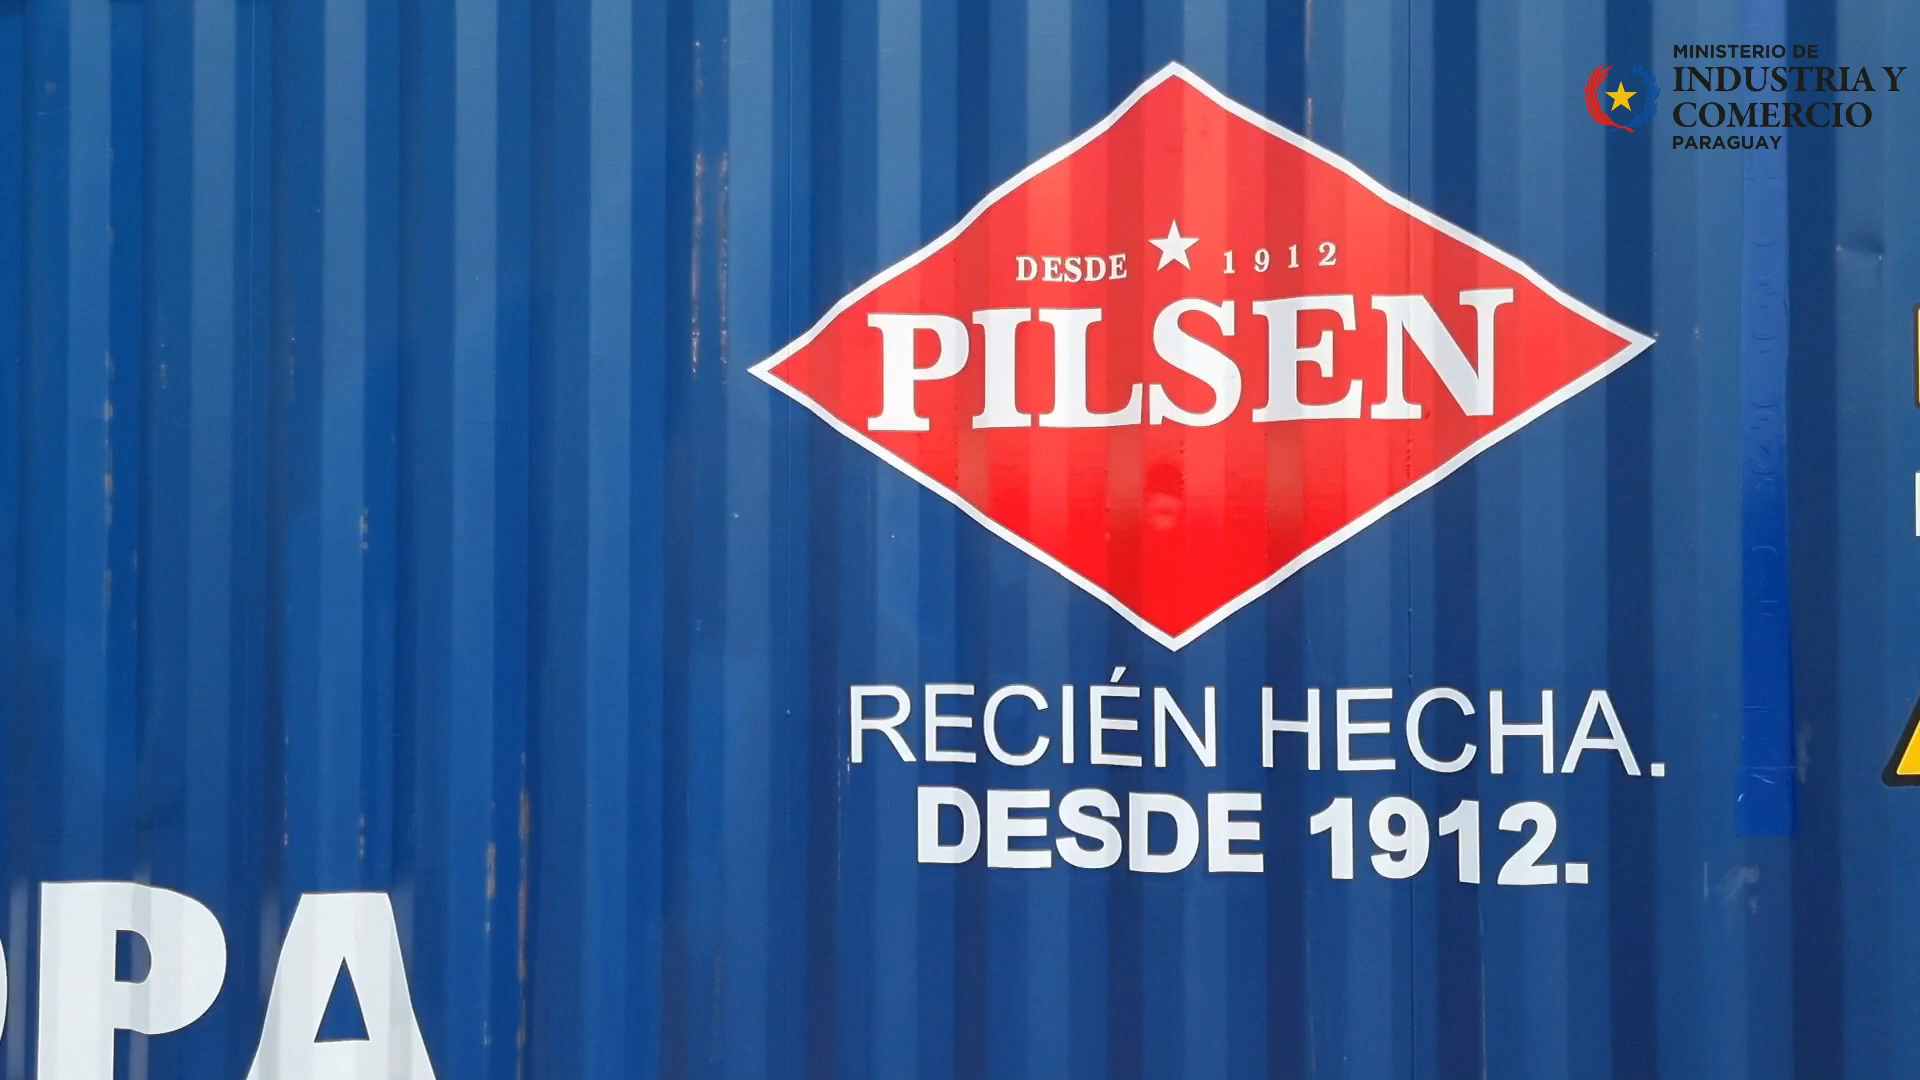 MINISTERIO DE
INDUSTRIA Y
COMERCIO
PARAGUAY
DESDE 1912
PILSEN
RECIÉN HECHA.
DESDE 1912.